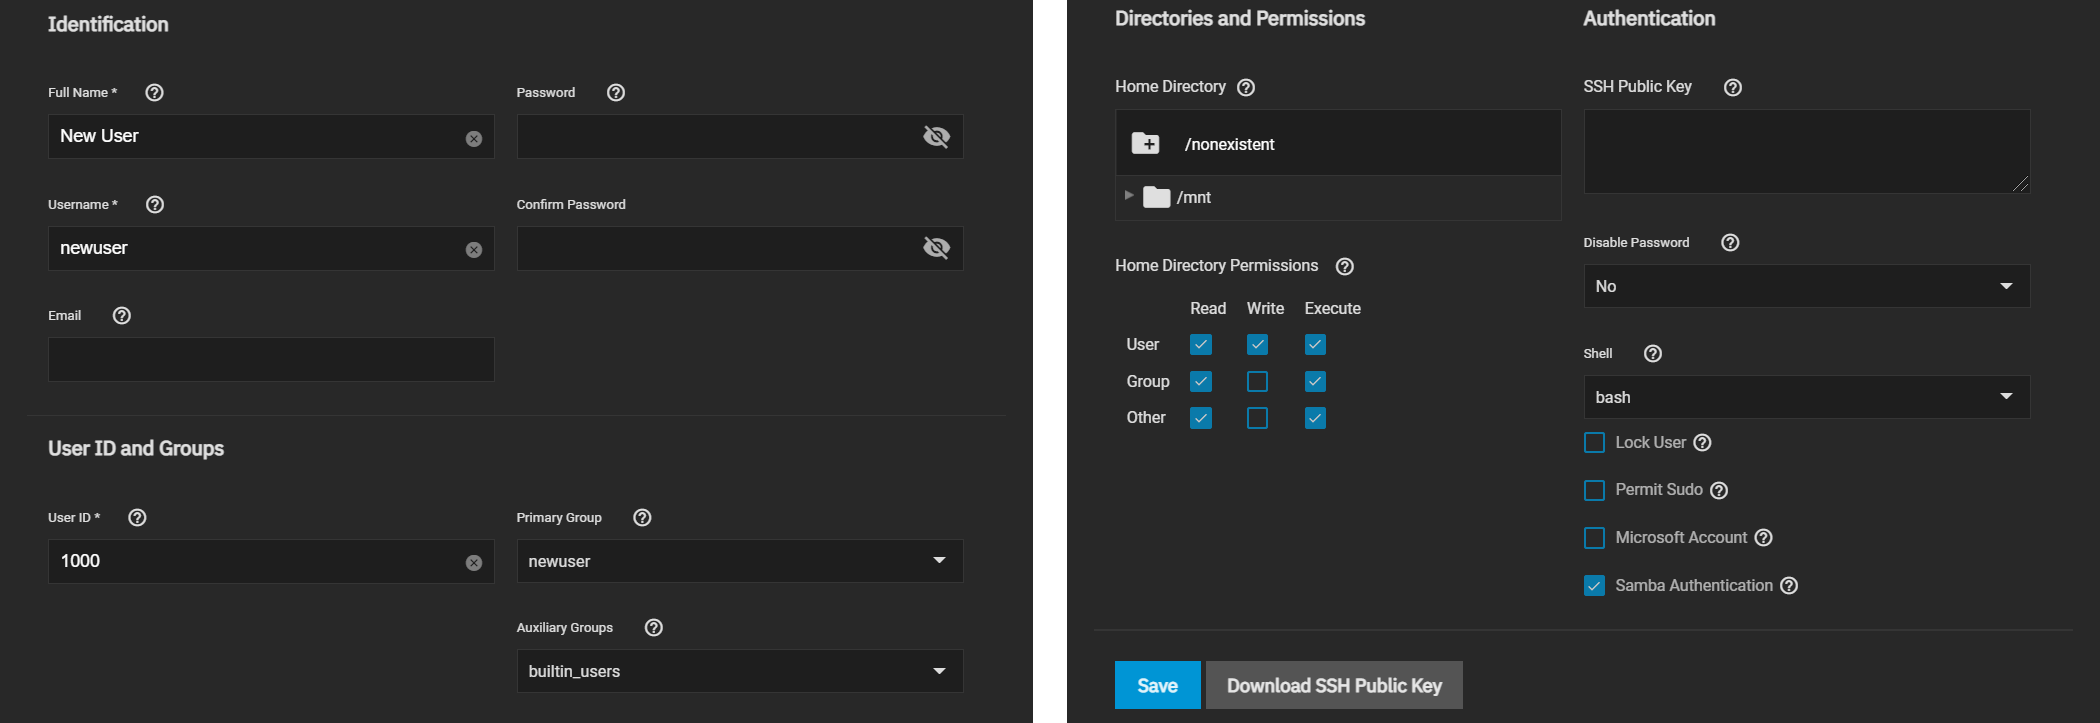 Identification
Full Name *
Password
New User
Username *
Confirm Password
newuser
Email
User ID and Groups
User ID *
Primary Group
1000
newuser
Auxiliary Groups
builtin_users
Directories and Permissions
Authentication
Home Directory
SSH Public Key
/nonexistent
/mnt
Disable Password
No
Home Directory Permissions
Read Write Execute
User
Group
Other
Shell
bash
Lock User
Permit Sudo
Microsoft Account
Samba Authentication
Save
Download SSH Public Key